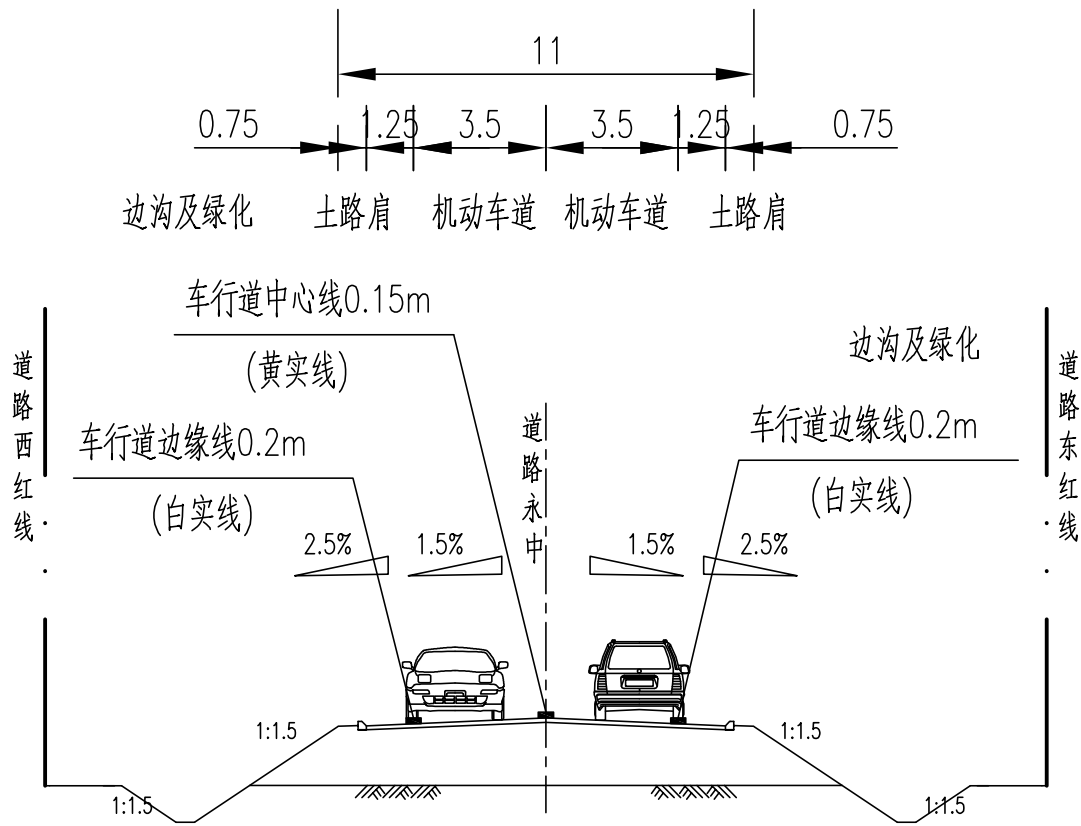 11
0.75
1.25
3.5
3.5
1.25
0.75
边沟及绿化
土路肩
机动车道
机动车道
土路肩
车行道中心线0.15m
(黄实线)
边沟及绿化
道路西红线
道路东红线
车行道边缘线0.2m
(白实线)
道路永中
车行道边缘线0.2m
(白实线)
2.5%
1.5%
1.5%
2.5%
1:1.5
1:1.5
1:1.5
1:1.5